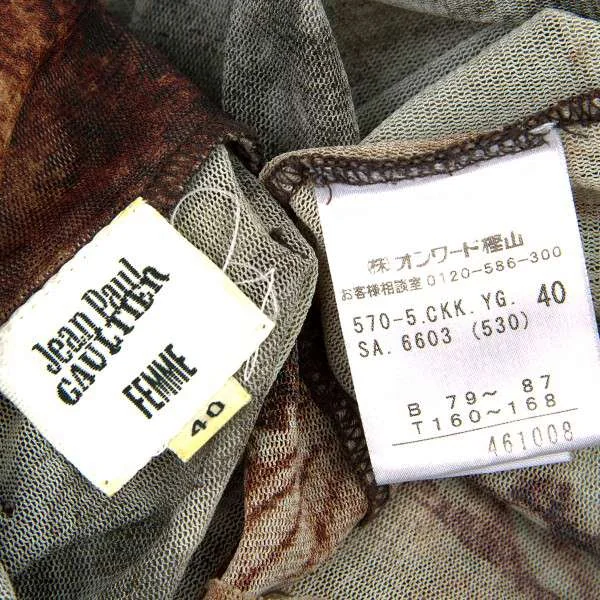 Jean Paul
GAULTIER
FEMME
40
㈱オンワード樫山
お客様相談室 0120-586-300
570-5.CKK.YG. 40
SA. 6603 (530)
B 79~ 87
T160~168
461008